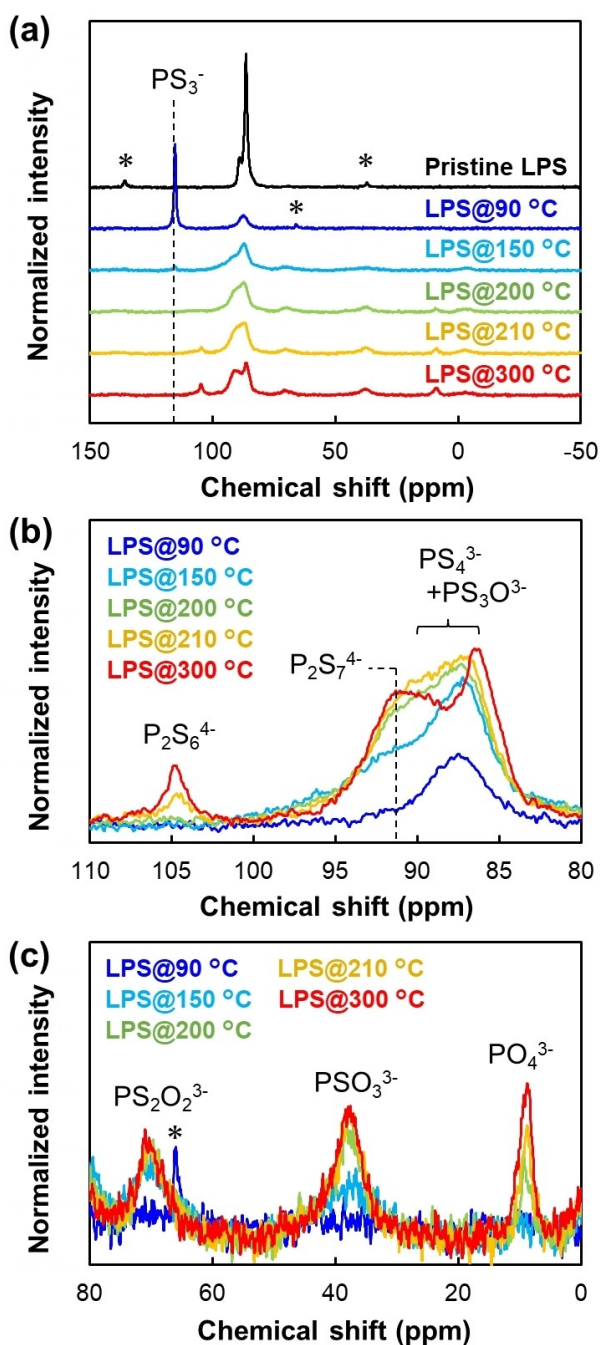 (a)
PS₃⁻
*
*
Pristine LPS
*
LPS@90 °C
LPS@150 °C
LPS@200 °C
LPS@210 °C
LPS@300 °C
Normalized intensity
150 100 50 0 -50
Chemical shift (ppm)
(b)
LPS@90 °C
LPS@150 °C
LPS@200 °C
LPS@210 °C
LPS@300 °C
PS₄³⁻
+PS₃O³⁻
P₂S₇⁴⁻
P₂S₆⁴⁻
Normalized intensity
110 105 100 95 90 85 80
Chemical shift (ppm)
(c)
LPS@90 °C LPS@210 °C
LPS@150 °C LPS@300 °C
LPS@200 °C
PO₄³⁻
PSO₃³⁻
PS₂O₂³⁻
*
Normalized intensity
80 60 40 20 0
Chemical shift (ppm)